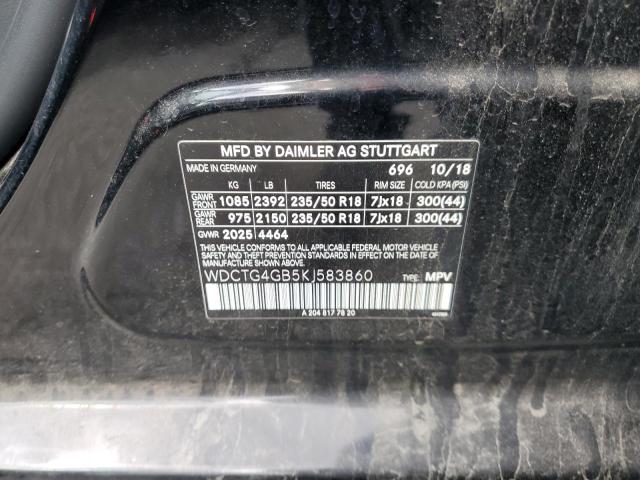 MFD BY DAIMLER AG STUTTGART
MADE IN GERMANY 696 10/18
KG LB TIRES RIM SIZE COLD KPA(PSI)
GAWR FRONT 1085 2392 235/50 R18 7Jx18 300(44)
GAWR REAR 975 2150 235/50 R18 7Jx18 300(44)
GVWR 2025 4464
THIS VEHICLE CONFORMS TO ALL APPLICABLE FEDERAL MOTOR VEHICLE
SAFETY AND THEFT PREVENTION STANDARDS IN EFFECT ON THE DATE
OF MANUFACTURE SHOWN ABOVE.
WDCTG4GB5KJ583860 TYPE: MPV
A 204 817 78 20